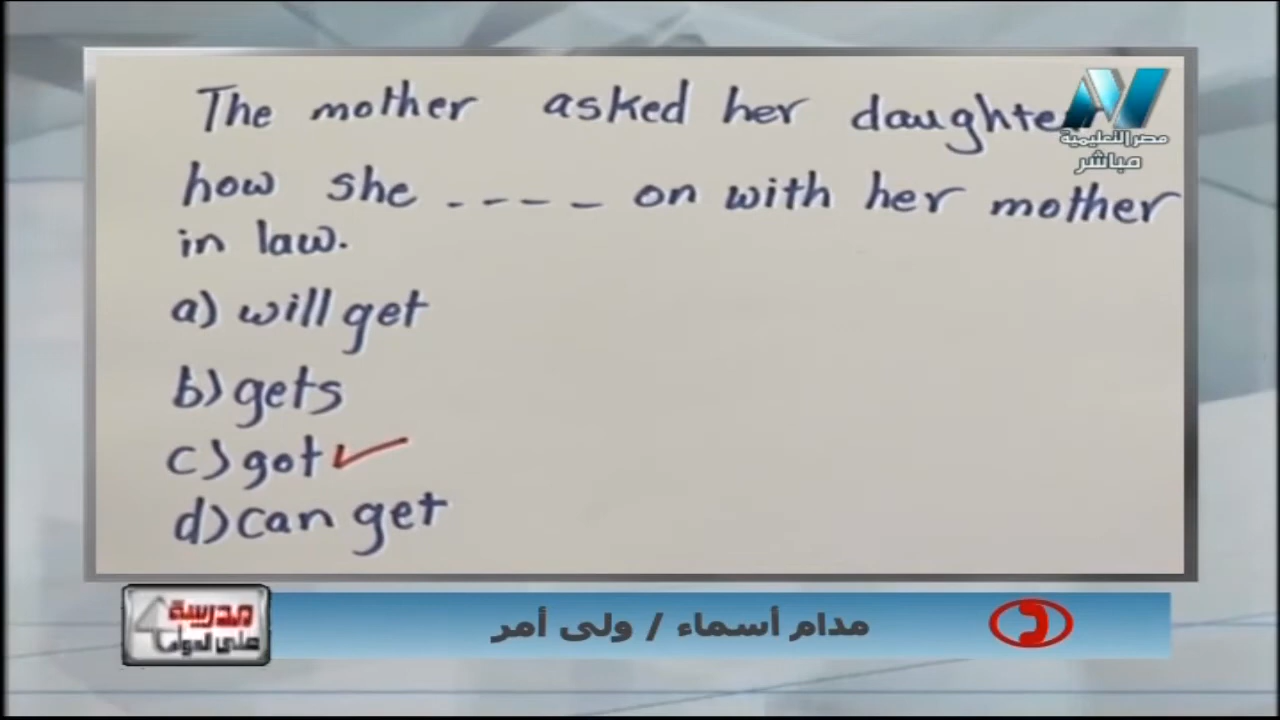 The mother asked her daughter
how she ---- on with her mother
in law.
a) will get
b) gets
c) got
d) can get
مصر التعليمية
مباشر
مدرسة
على الهواء
مدام أسماء / ولى أمر